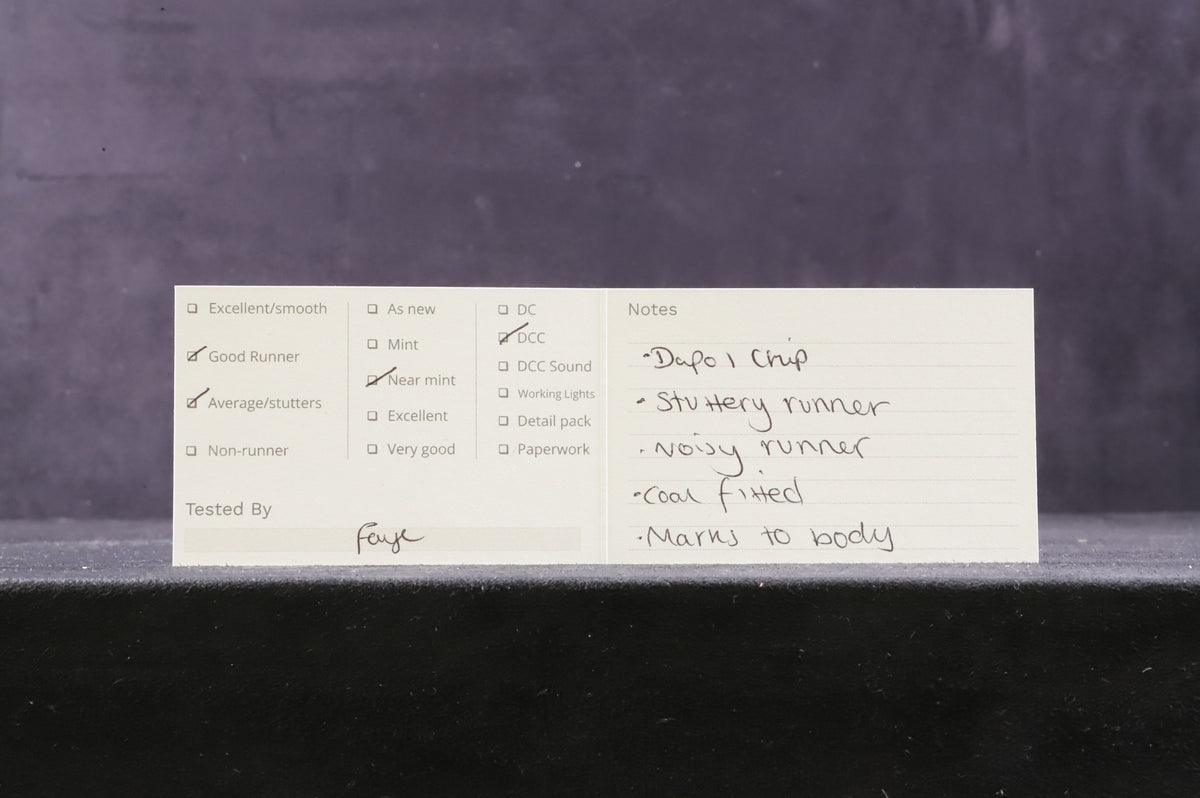 Excellent/smooth
Good Runner
Average/stutters
Non-runner
As new
Mint
Near mint
Excellent
Very good
DC
DCC
DCC Sound
Working Lights
Detail pack
Paperwork
Tested By
Faye
Notes
·Dapol Chip
· Stuttery runner
· Noisy runner
·Coal fitted
·Marks to body